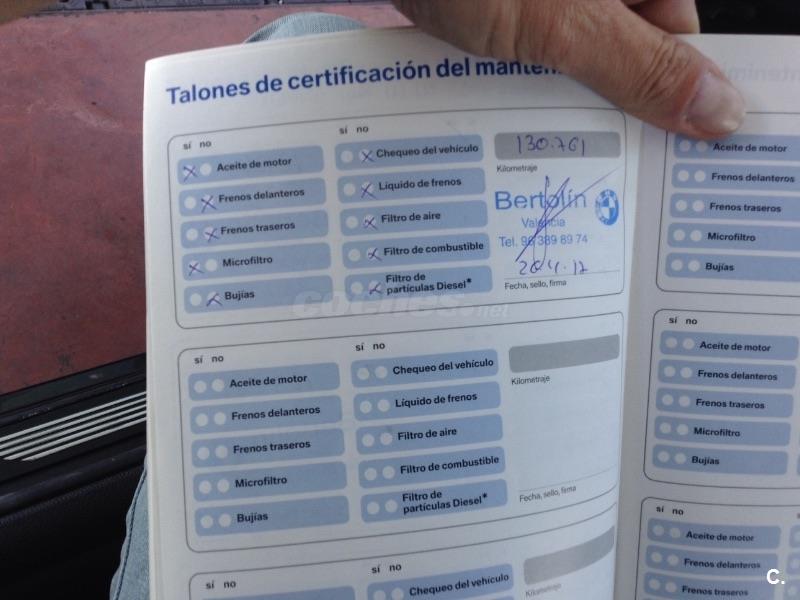 Talones de certificación del
sí no
Aceite de motor
Frenos delanteros
Frenos traseros
Microfiltro
Bujías
sí no
Chequeo del vehículo
Líquido de frenos
Filtro de aire
Filtro de combustible
Filtro de
partículas Diesel*
130.761
Kilometraje
Bertolín
Valencia
Tel. 96 389 89 74
Fecha, sello, firma
coches.net
sí no
Aceite de motor
Frenos delanteros
Frenos traseros
Microfiltro
Bujías
sí no
Chequeo del vehículo
Líquido de frenos
Filtro de aire
Filtro de combustible
Filtro de
partículas Diesel*
Kilometraje
Fecha, sello, firma
sí no
sí no
Chequeo del vehículo
Kilometraje
Aceite de motor
Frenos delanteros
Frenos traseros
Microfiltro
Bujías
sí no
Aceite de motor
Frenos delanteros
Frenos traseros
Microfiltro
Bujías
sí no
Aceite de motor
Frenos delanteros
Frenos traseros
C.